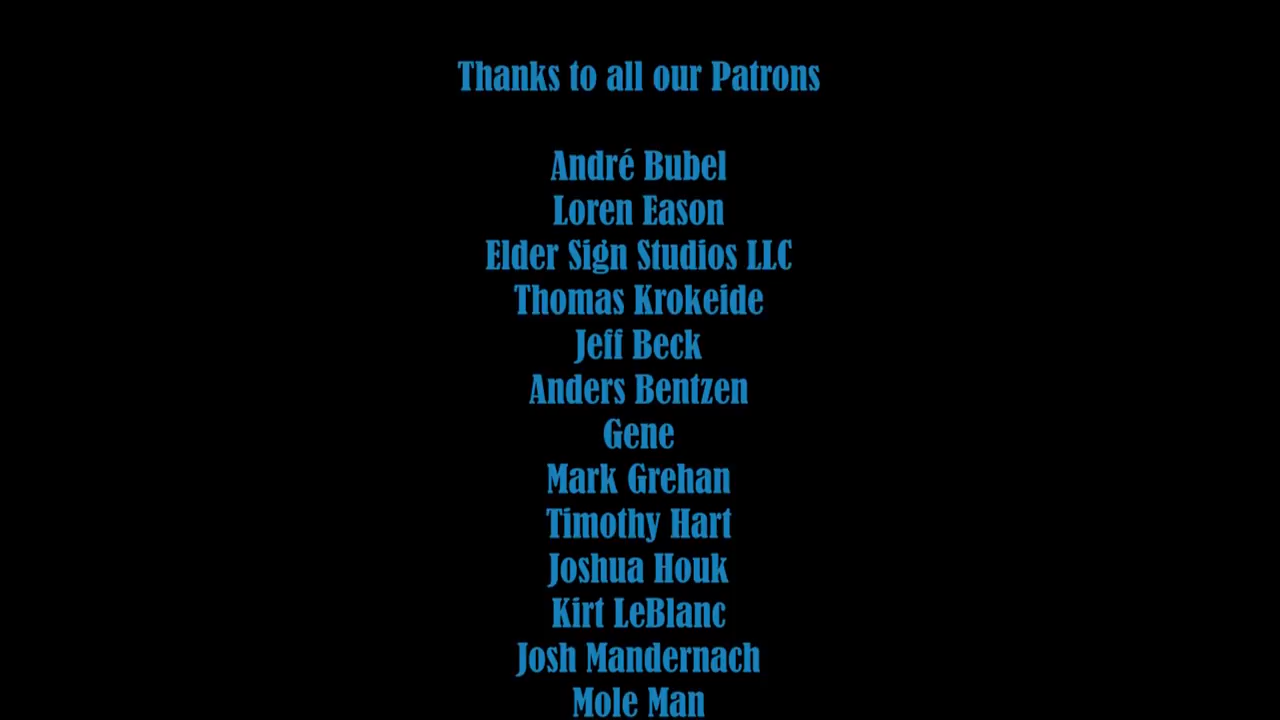 Thanks to all our Patrons
André Bubel
Loren Eason
Elder Sign Studios LLC
Thomas Krokeide
Jeff Beck
Anders Bentzen
Gene
Mark Grehan
Timothy Hart
Joshua Houk
Kirt LeBlanc
Josh Mandernach
Mole Man